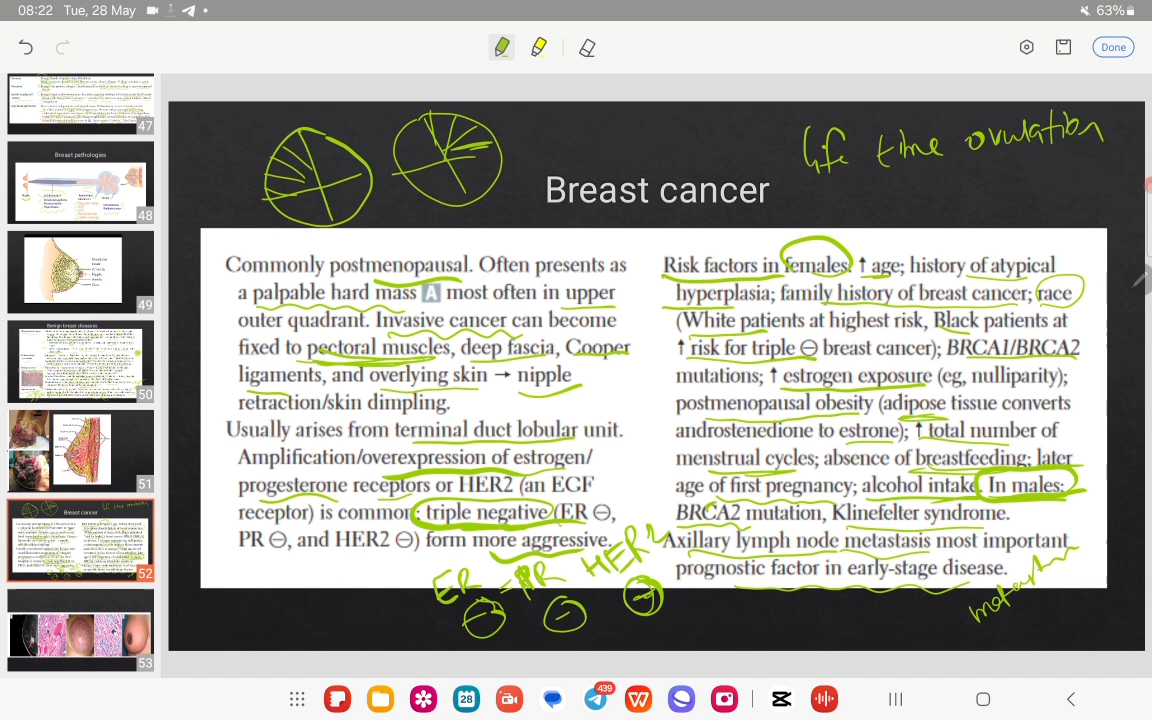 08:22 Tue, 28 May
63%
Done
47
Breast pathologies
48
49
Benign breast diseases
50
51
Breast cancer
52
53
life time ovulation
Breast cancer
Commonly postmenopausal. Often presents as
a palpable hard mass A most often in upper
outer quadrant. Invasive cancer can become
fixed to pectoral muscles, deep fascia, Cooper
ligaments, and overlying skin → nipple
retraction/skin dimpling.
Usually arises from terminal duct lobular unit.
Amplification/overexpression of estrogen/
progesterone receptors or HER2 (an EGF
receptor) is common; triple negative (ER ⊖,
PR ⊖, and HER2 ⊖) form more aggressive.
Risk factors in females: ↑ age; history of atypical
hyperplasia; family history of breast cancer; race
(White patients at highest risk, Black patients at
↑ risk for triple ⊖ breast cancer); BRCA1/BRCA2
mutations; ↑ estrogen exposure (eg, nulliparity);
postmenopausal obesity (adipose tissue converts
androstenedione to estrone); ↑ total number of
menstrual cycles; absence of breastfeeding; later
age of first pregnancy; alcohol intake. In males:
BRCA2 mutation, Klinefelter syndrome.
Axillary lymph node metastasis most important
prognostic factor in early-stage disease.
ER PR HER2
⊖ ⊖ ⊖
28
439